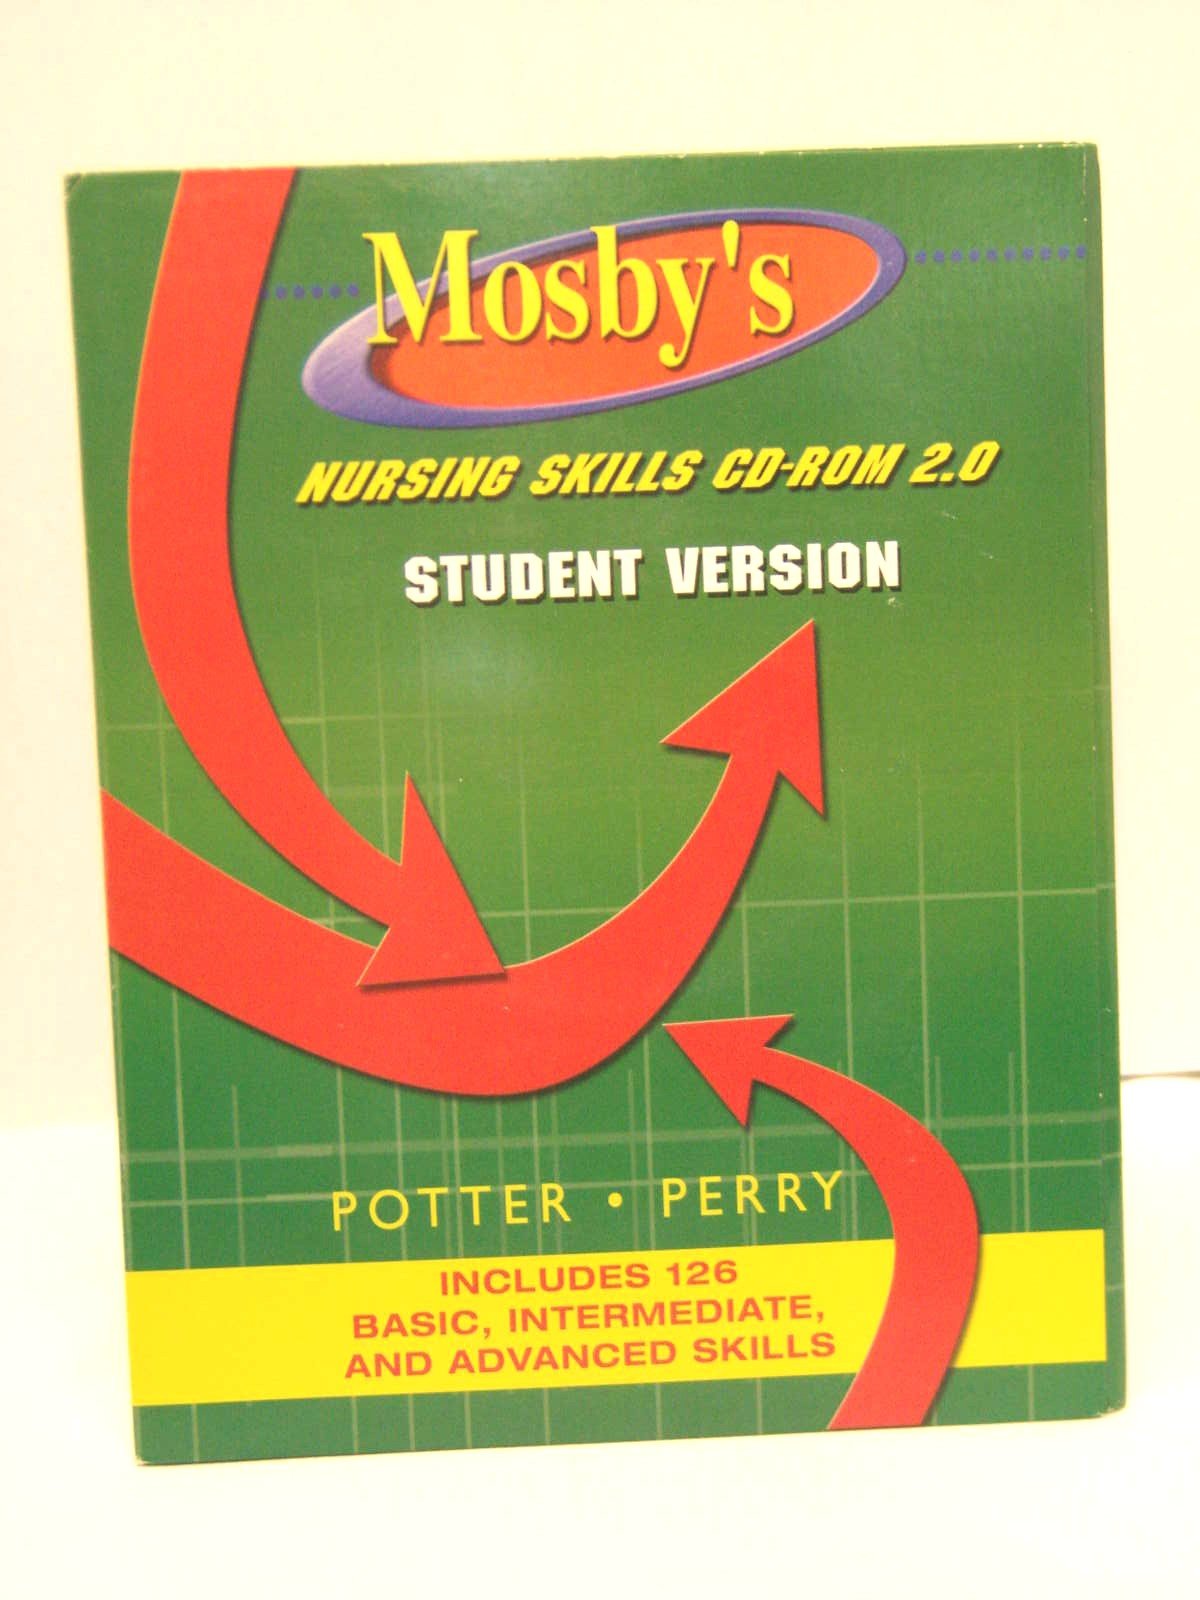 Mosby's
NURSING SKILLS CD-ROM 2.0
STUDENT VERSION
POTTER • PERRY
INCLUDES 126
BASIC, INTERMEDIATE,
AND ADVANCED SKILLS